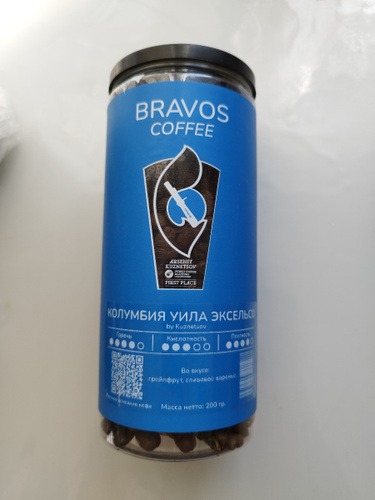 BRAVOS
COFFEE
ARSENIY
KUZNETSOV
FIRST PLACE
КОЛУМБИЯ УИЛА ЭКСЕЛЬСО
by Kuznetsov
Горечь Кислотность Плотность
Во вкусе:
грейпфрут, сливовое варенье
Масса нетто: 200 гр.